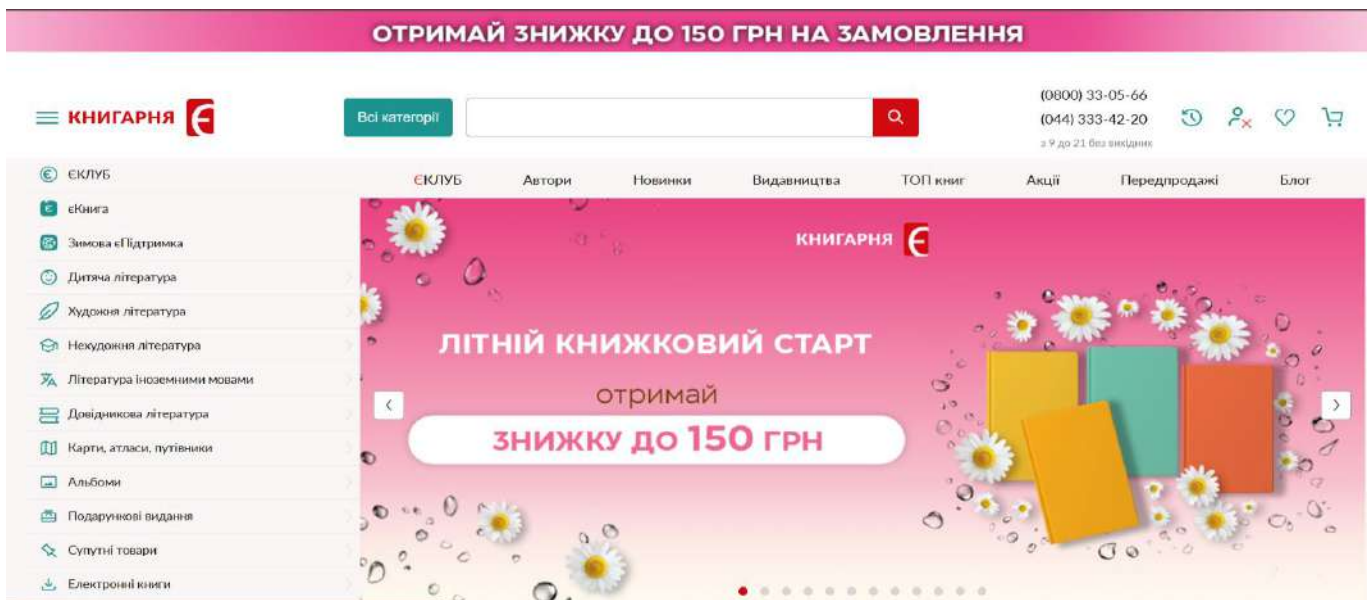 ОТРИМАЙ ЗНИЖКУ ДО 150 ГРН НА ЗАМОВЛЕННЯ
КНИГАРНЯ Є
Всі категорії
(0800) 33-05-66
(044) 333-42-20
з 9 до 21 без вихідних
ЄКЛУБ
Автори
Новинки
Видавництва
ТОП книг
Акції
Передпродажі
Блог
ЄКЛУБ
єКнига
Зимова єПідтримка
Дитяча література
Художня література
Нехудожня література
Література іноземними мовами
Довідникова література
Карти, атласи, путівники
Альбоми
Подарункові видання
Супутні товари
Електронні книги
КНИГАРНЯ Є
ЛІТНІЙ КНИЖКОВИЙ СТАРТ
отримай
ЗНИЖКУ ДО 150 ГРН